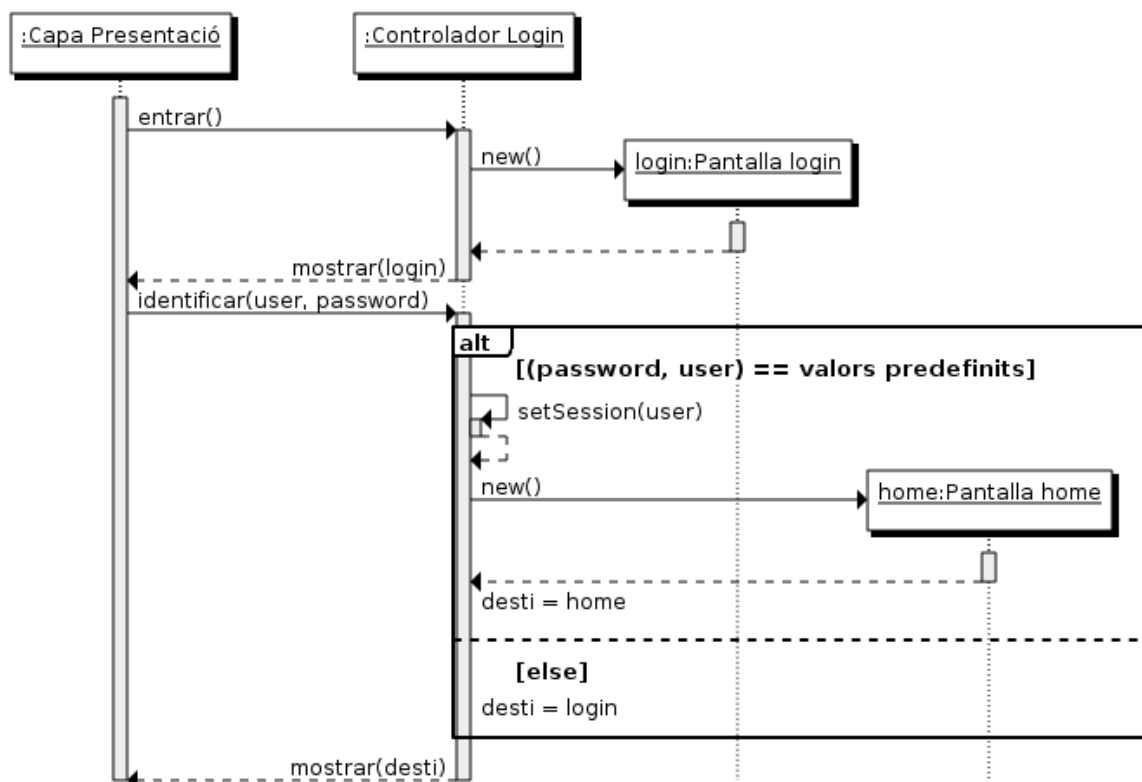 :Capa Presentació
:Controlador Login
entrar()
new()
login:Pantalla login
mostrar(login)
identificar(user, password)
alt
[(password, user) == valors predefinits]
setSession(user)
new()
home:Pantalla home
desti = home
[else]
desti = login
mostrar(desti)